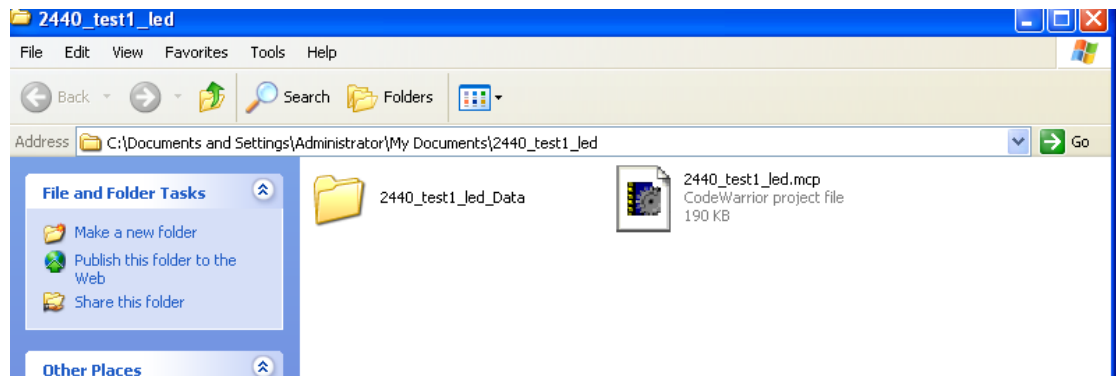 2440_test1_led
File Edit View Favorites Tools Help
Back Search Folders
Address C:\Documents and Settings\Administrator\My Documents\2440_test1_led Go
File and Folder Tasks
Make a new folder
Publish this folder to the
Web
Share this folder
Other Places
2440_test1_led_Data
2440_test1_led.mcp
CodeWarrior project file
190 KB